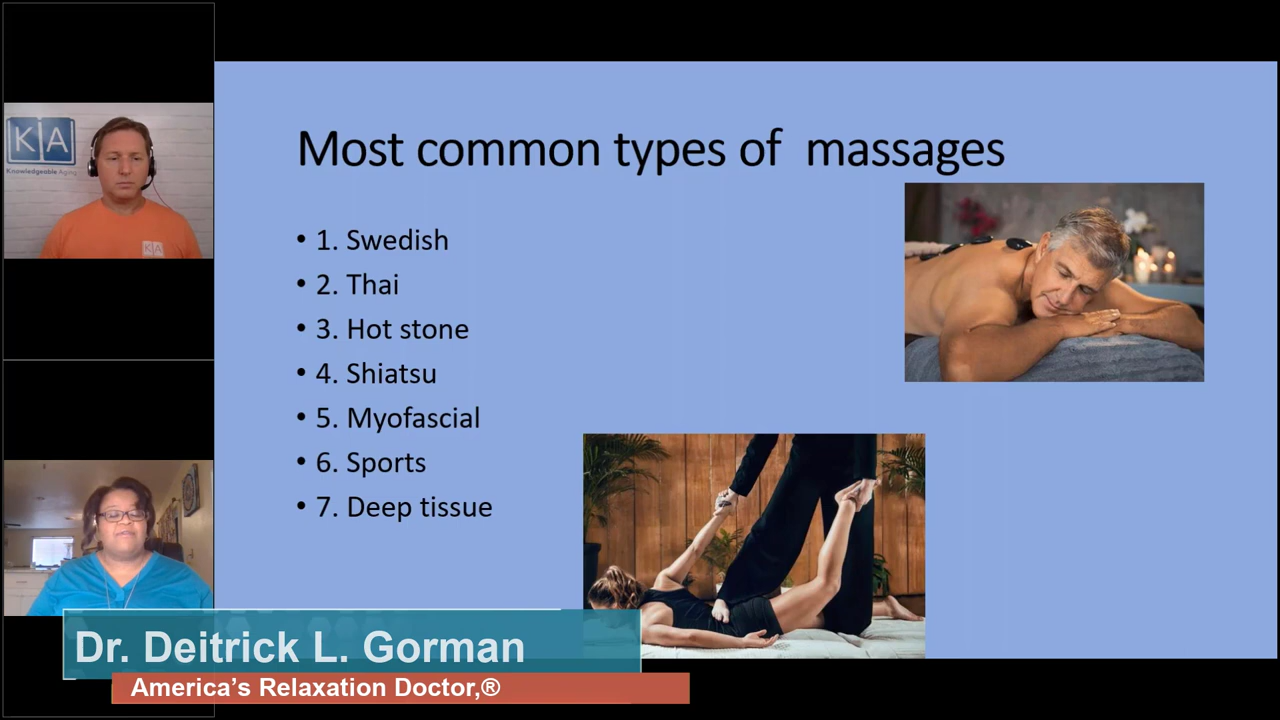 K|A
Knowledgeable Aging
KA
Most common types of  massages
• 1. Swedish
• 2. Thai
• 3. Hot stone
• 4. Shiatsu
• 5. Myofascial
• 6. Sports
• 7. Deep tissue
Dr. Deitrick L. Gorman
America’s Relaxation Doctor,®